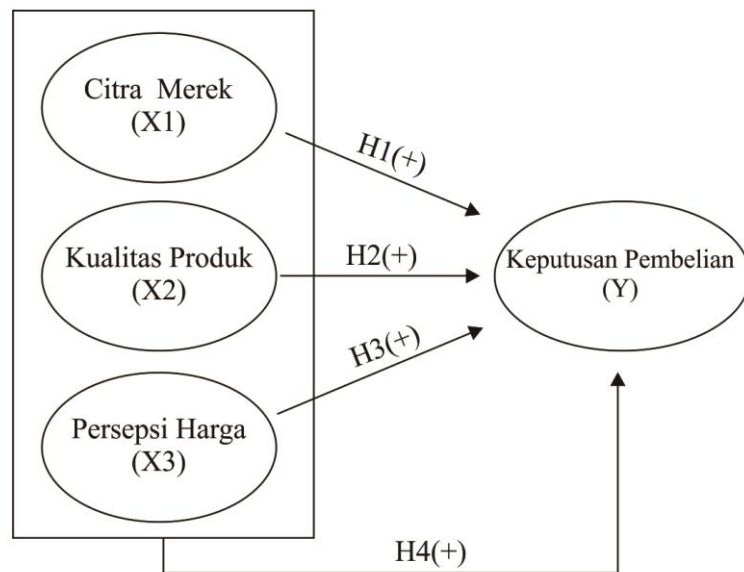 Citra Merek
(X1)
H1(+)
Kualitas Produk
(X2)
H2(+)
Keputusan Pembelian
(Y)
H3(+)
Persepsi Harga
(X3)
H4(+)